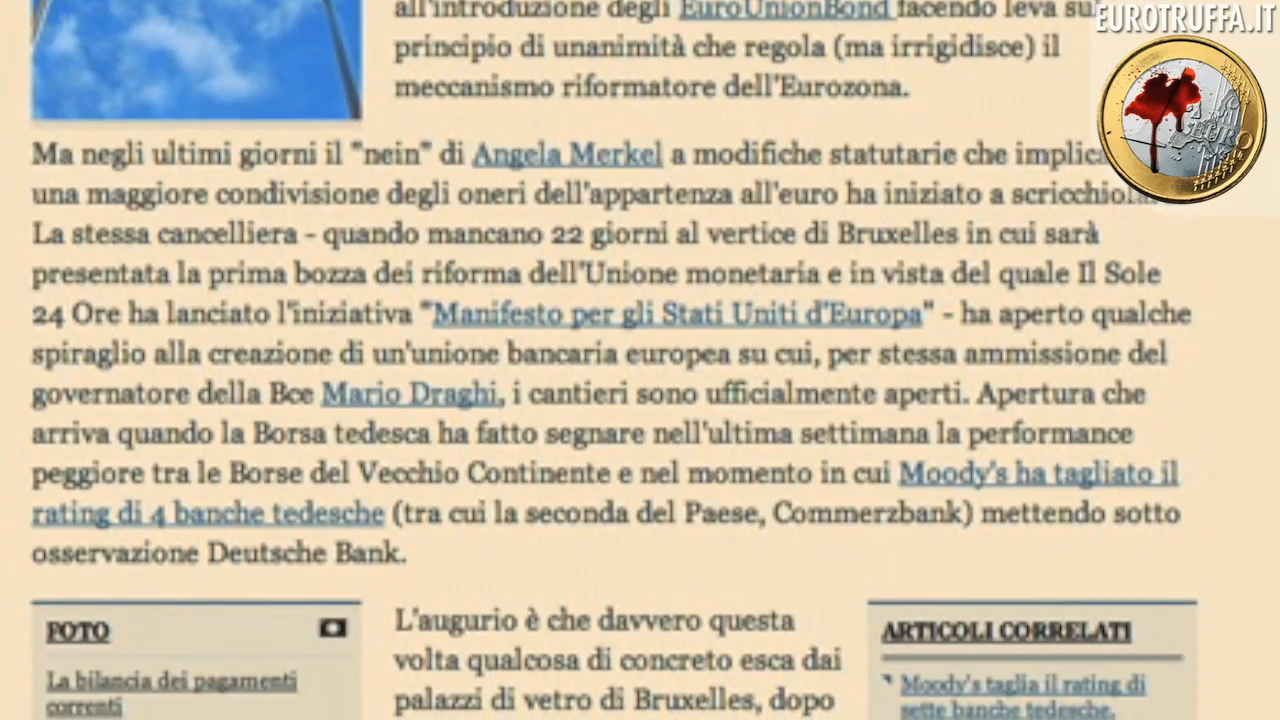 EUROTRUFFA.IT
all'introduzione degli EuroUnionBond facendo leva sul
principio di unanimità che regola (ma irrigidisce) il
meccanismo riformatore dell'Eurozona.
Ma negli ultimi giorni il "nein" di Angela Merkel a modifiche statutarie che
una maggiore condivisione degli oneri dell'appartenza all'euro ha iniziato a
La stessa cancelliera - quando mancano 22 giorni al vertice di Bruxelles in cui sarà
presentata la prima bozza dei riforma dell'Unione monetaria e in vista del quale Il Sole
24 Ore ha lanciato l'iniziativa "Manifesto per gli Stati Uniti d'Europa" - ha aperto qualche
spiraglio alla creazione di un'unione bancaria europea su cui, per stessa ammissione del
governatore della Bce Mario Draghi, i cantieri sono ufficialmente aperti. Apertura che
arriva quando la Borsa tedesca ha fatto segnare nell'ultima settimana la performance
peggiore tra le Borse del Vecchio Continente e nel momento in cui Moody's ha tagliato il
rating di 4 banche tedesche (tra cui la seconda del Paese, Commerzbank) mettendo sotto
osservazione Deutsche Bank.
FOTO
La bilancia dei pagamenti
correnti
L'augurio è che davvero questa
volta qualcosa di concreto esca dai
palazzi di vetro di Bruxelles, dopo
ARTICOLI CORRELATI
Moody's taglia il rating di
sette banche tedesche.